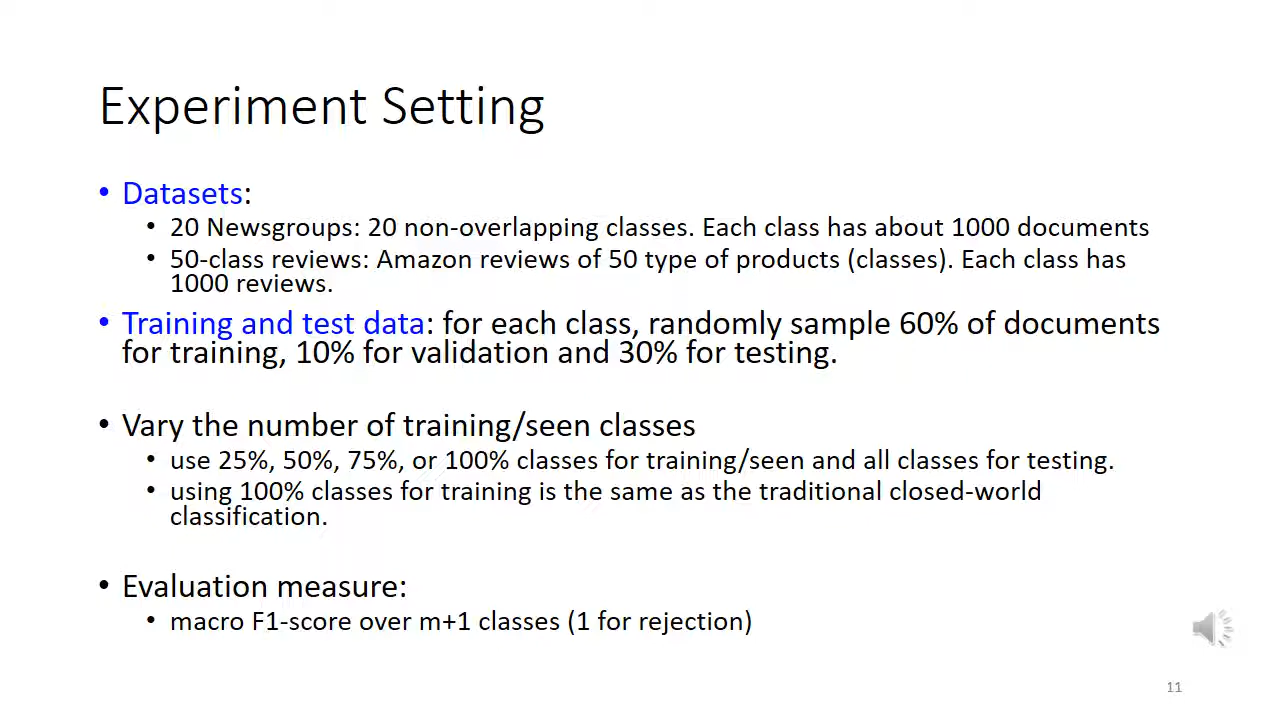 Experiment Setting
• Datasets:
• 20 Newsgroups: 20 non-overlapping classes. Each class has about 1000 documents
• 50-class reviews: Amazon reviews of 50 type of products (classes). Each class has
1000 reviews.
• Training and test data: for each class, randomly sample 60% of documents
for training, 10% for validation and 30% for testing.
• Vary the number of training/seen classes
• use 25%, 50%, 75%, or 100% classes for training/seen and all classes for testing.
• using 100% classes for training is the same as the traditional closed-world
classification.
• Evaluation measure:
• macro F1-score over m+1 classes (1 for rejection)
11